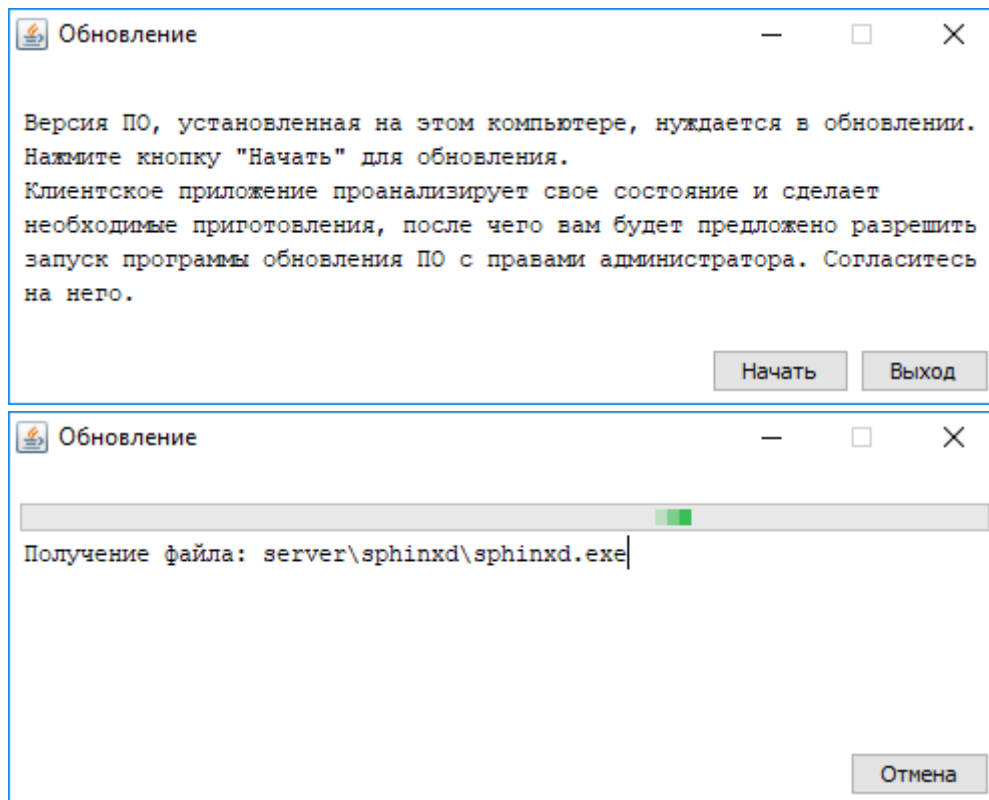 Обновление
Версия ПО, установленная на этом компьютере, нуждается в обновлении.
Нажмите кнопку "Начать" для обновления.
Клиентское приложение проанализирует свое состояние и сделает
необходимые приготовления, после чего вам будет предложено разрешить
запуск программы обновления ПО с правами администратора. Согласитесь
на него.
Начать Выход
Обновление
Получение файла: server\sphinxd\sphinxd.exe
Отмена